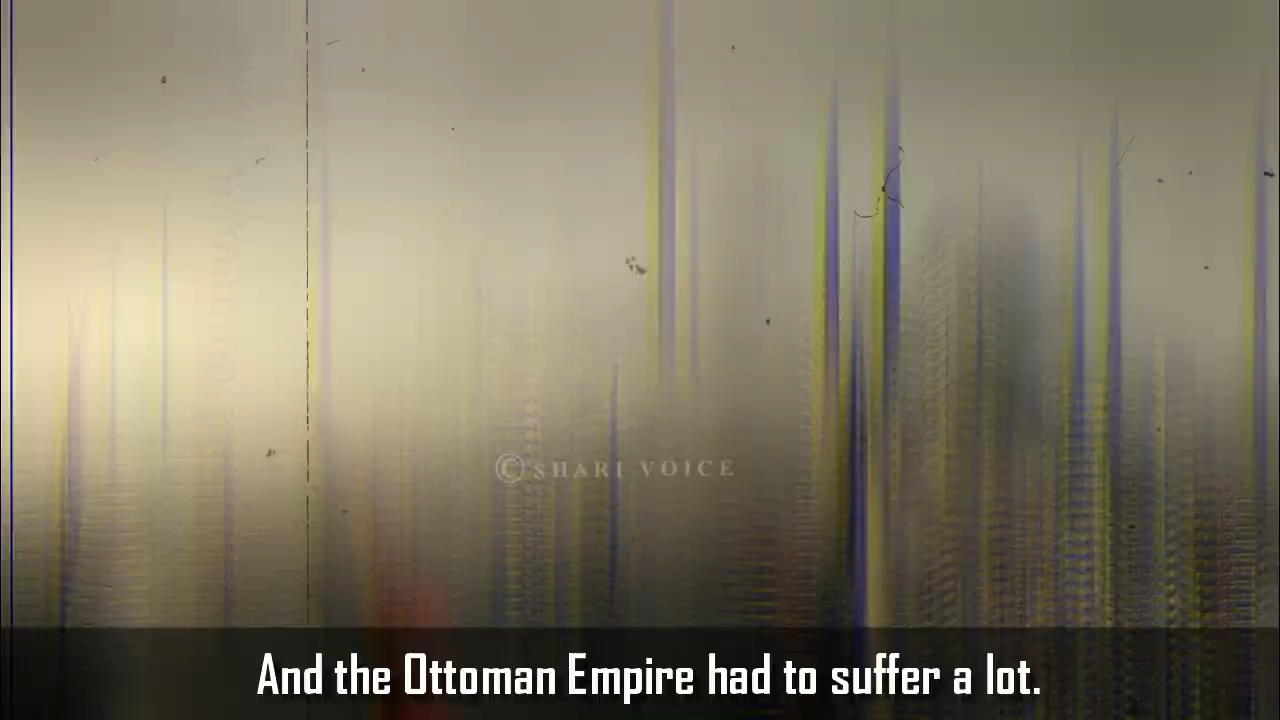 © SHARI VOICE
And the Ottoman Empire had to suffer a lot.